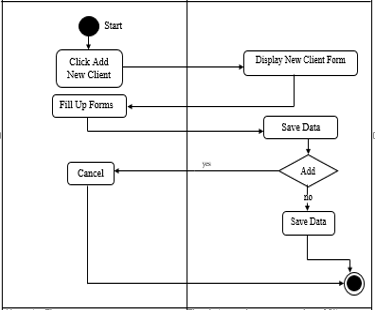 Start
Click Add
New Client
Display New Client Form
Fill Up Forms
Save Data
Add
yes
Cancel
no
Save Data